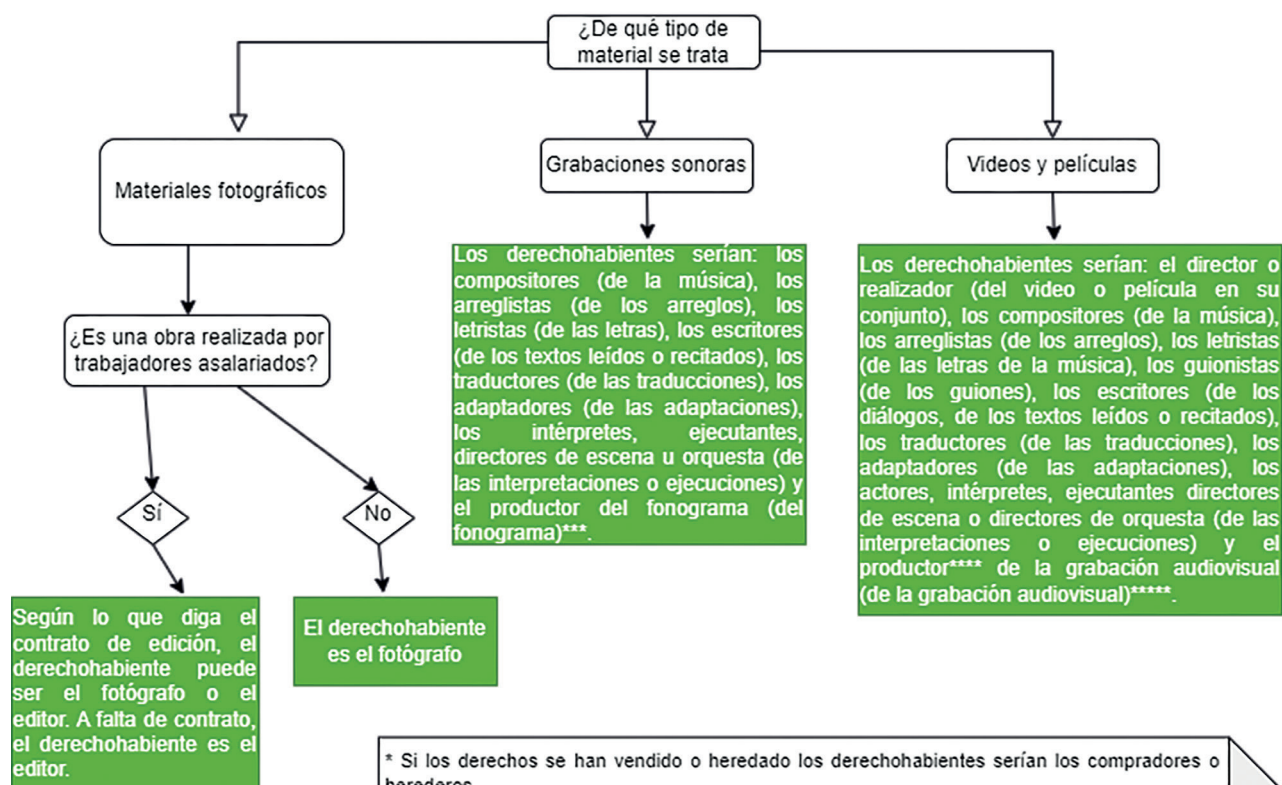 ¿De qué tipo de
material se trata
Materiales fotográficos
Grabaciones sonoras
Videos y películas
¿Es una obra realizada por
trabajadores asalariados?
Sí
No
Según lo que diga el
contrato de edición, el
derechohabiente puede
ser el fotógrafo o el
editor. A falta de contrato,
el derechohabiente es el
editor.
El derechohabiente
es el fotógrafo
Los derechohabientes serían: los
compositores (de la música), los
arreglistas (de los arreglos), los
letristas (de las letras), los escritores
(de los textos leídos o recitados), los
traductores (de las traducciones), los
adaptadores (de las adaptaciones),
los intérpretes, ejecutantes,
directores de escena u orquesta (de
las interpretaciones o ejecuciones) y
el productor del fonograma (del
fonograma)***.
Los derechohabientes serían: el director o
realizador (del video o película en su
conjunto), los compositores (de la música),
los arreglistas (de los arreglos), los letristas
(de las letras de la música), los guionistas
(de los guiones), los escritores (de los
diálogos, de los textos leídos o recitados),
los traductores (de las traducciones), los
adaptadores (de las adaptaciones), los
actores, intérpretes, ejecutantes directores
de escena o directores de orquesta (de las
interpretaciones o ejecuciones) y el
productor**** de la grabación audiovisual
(de la grabación audiovisual)*****.
* Si los derechos se han vendido o heredado los derechohabientes serían los compradores o
herederos